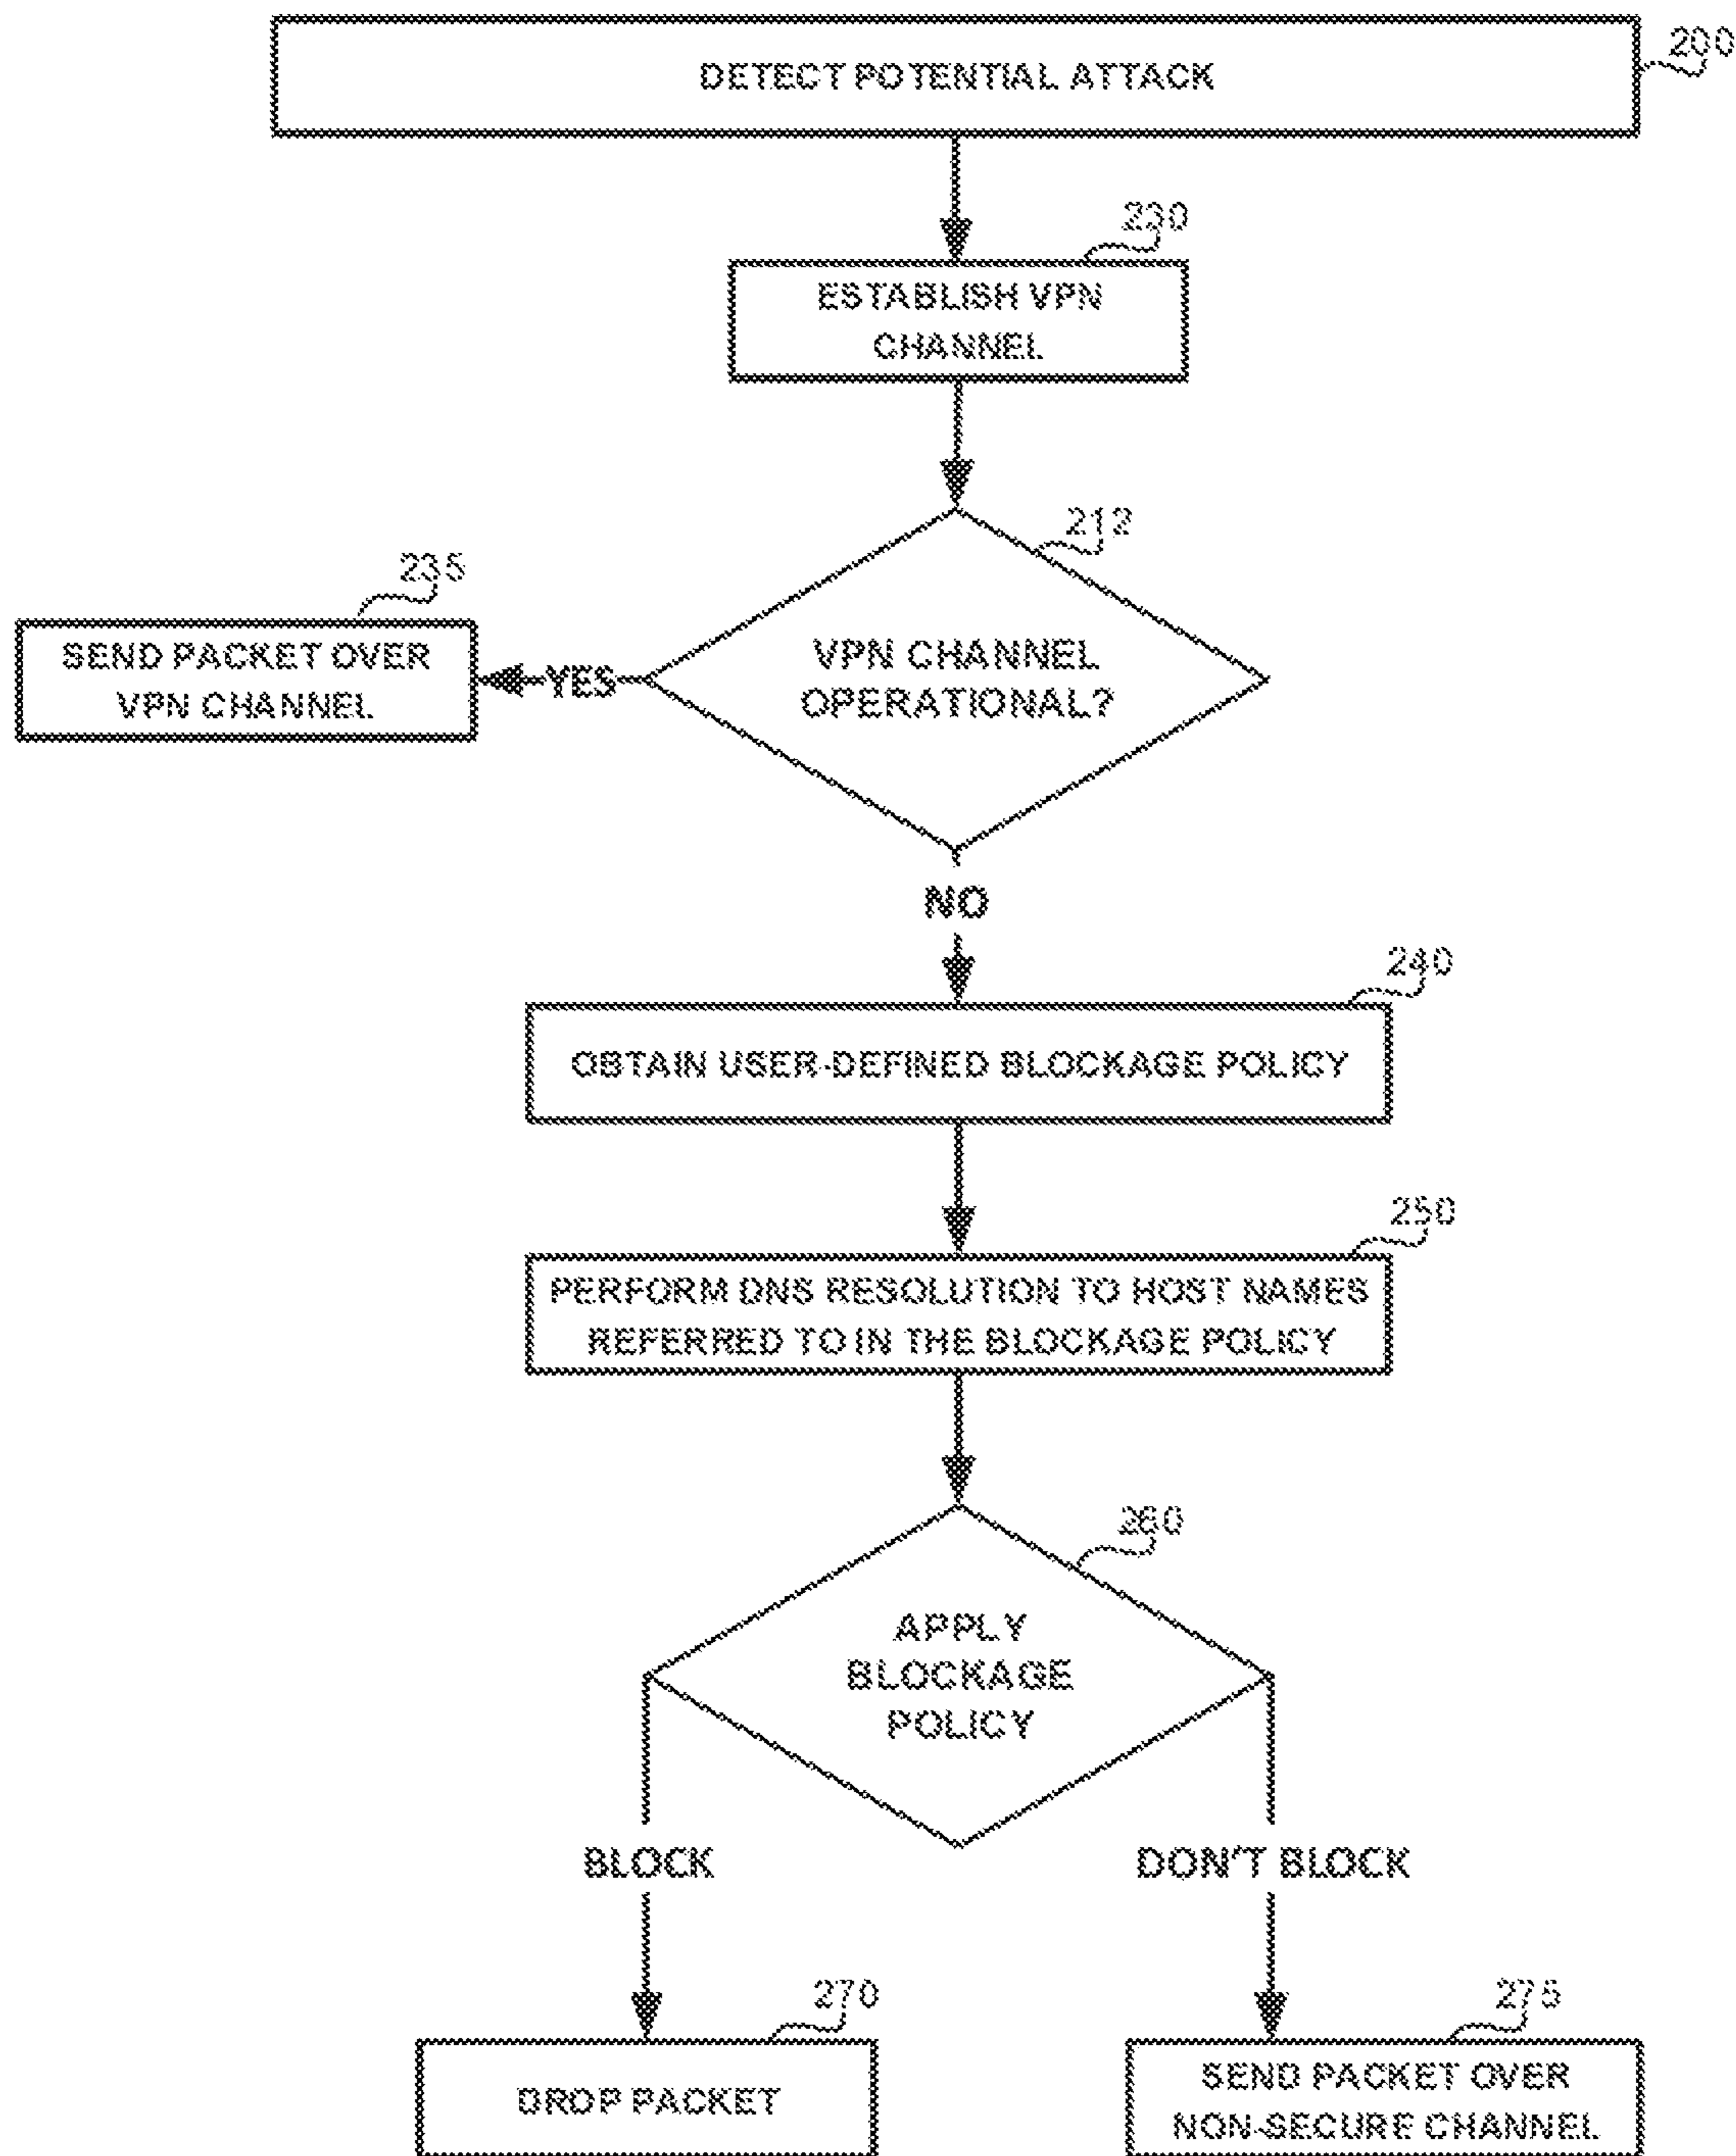 200
DETECT POTENTIAL ATTACK
230
ESTABLISH VPN
CHANNEL
212
VPN CHANNEL
OPERATIONAL?
YES
235
SEND PACKET OVER
VPN CHANNEL
NO
240
OBTAIN USER-DEFINED BLOCKAGE POLICY
250
PERFORM DNS RESOLUTION TO HOST NAMES
REFERRED TO IN THE BLOCKAGE POLICY
260
APPLY
BLOCKAGE
POLICY
BLOCK
DON'T BLOCK
270
DROP PACKET
275
SEND PACKET OVER
NON-SECURE CHANNEL